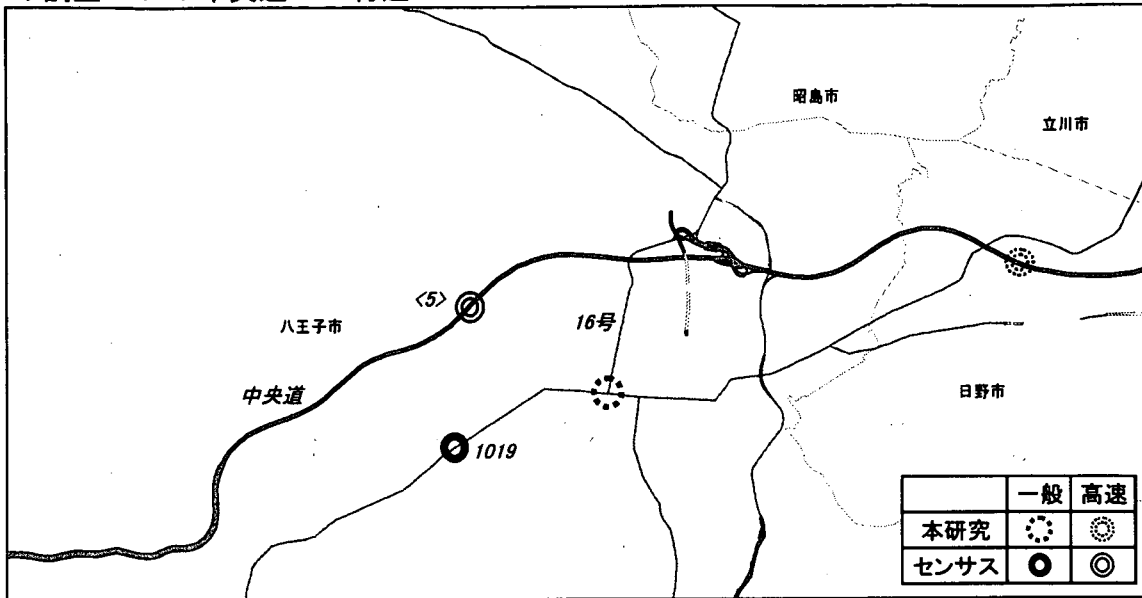 昭島市
立川市
<5>
八王子市
16号
中央道
日野市
1019
一般 高速
本研究
センサス